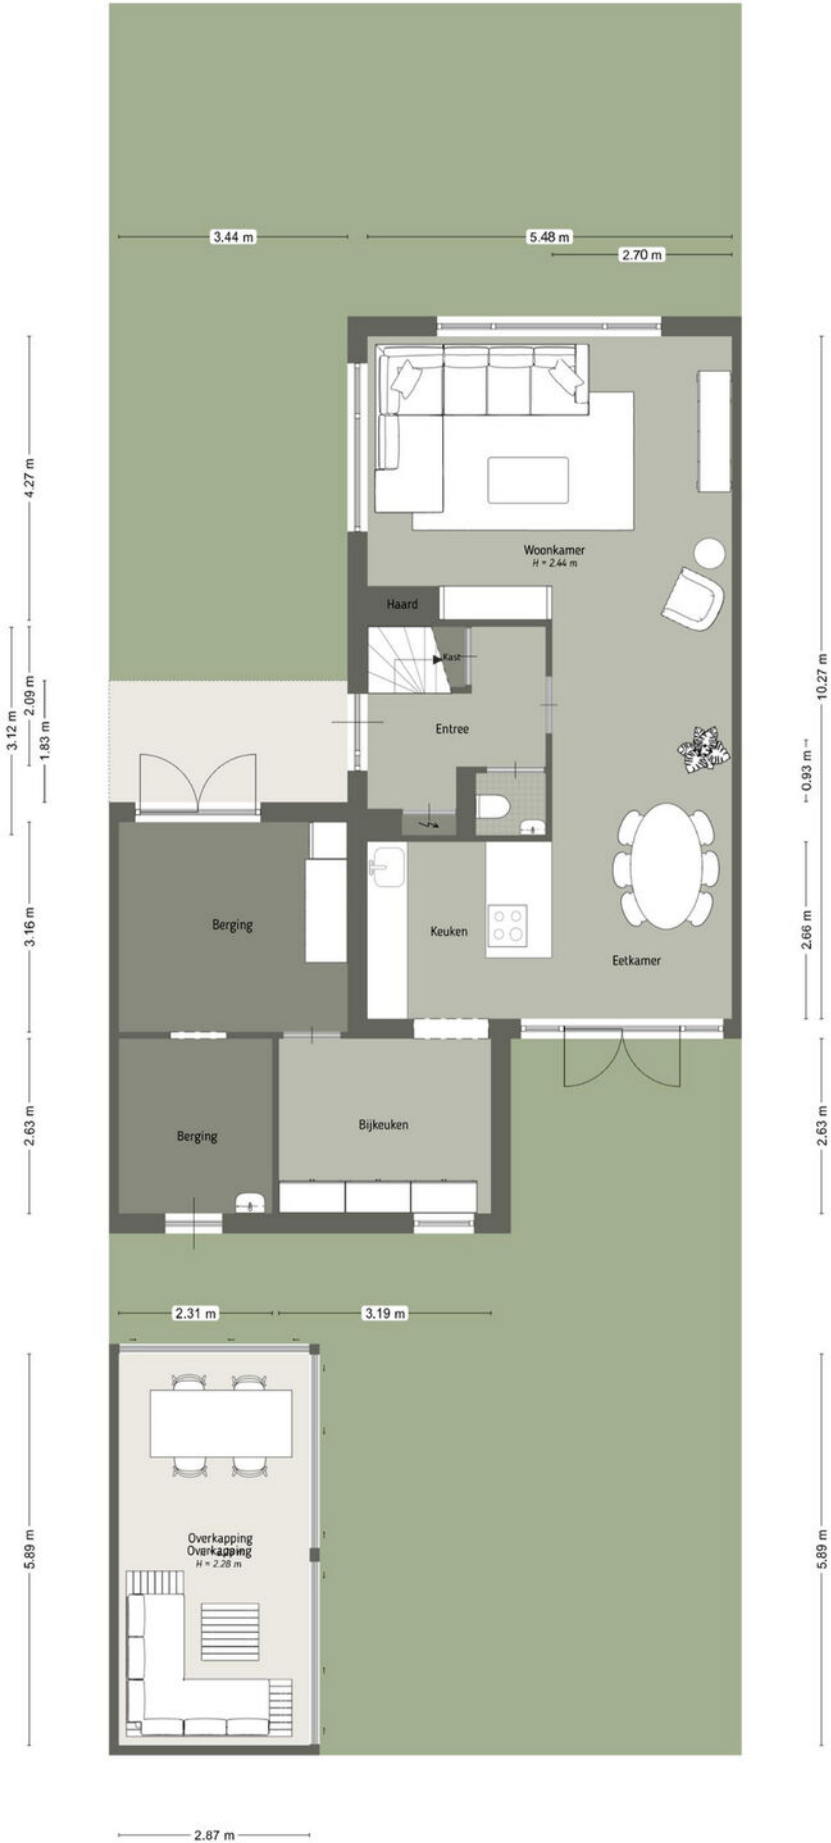 3.44 m
5.48 m
2.70 m
4.27 m
Woonkamer
H = 2.44 m
Haard
Kast
10.27 m
2.09 m
3.12 m
1.83 m
Entree
0.93 m
3.16 m
Berging
Keuken
2.66 m
Eetkamer
2.63 m
Berging
Bijkeuken
2.63 m
2.31 m
3.19 m
5.89 m
Overkapping
Overkapping
H = 2.28 m
5.89 m
2.87 m